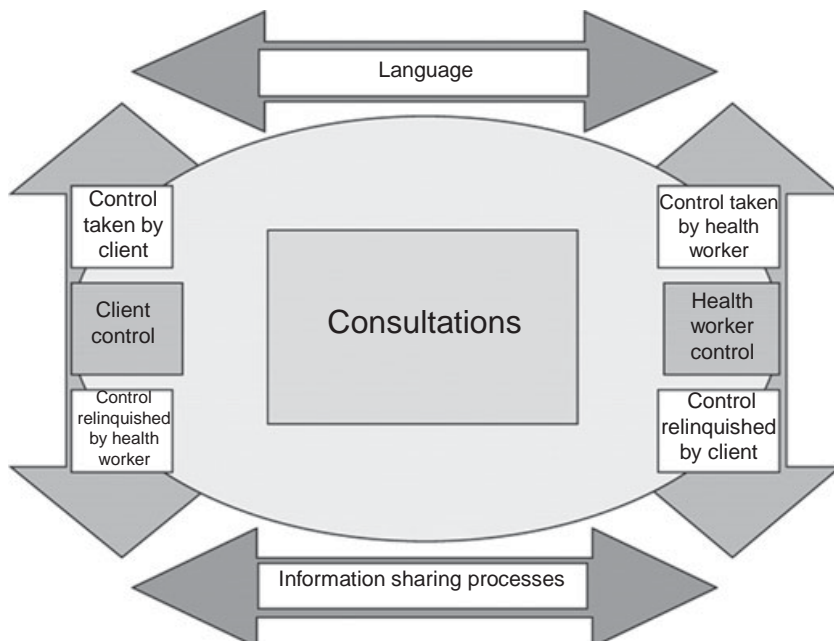 Language
Control
taken by
client
Client
control
Control
relinquished
by health
worker
Consultations
Control taken
by health
worker
Health
worker
control
Control
relinquished
by client
Information sharing processes